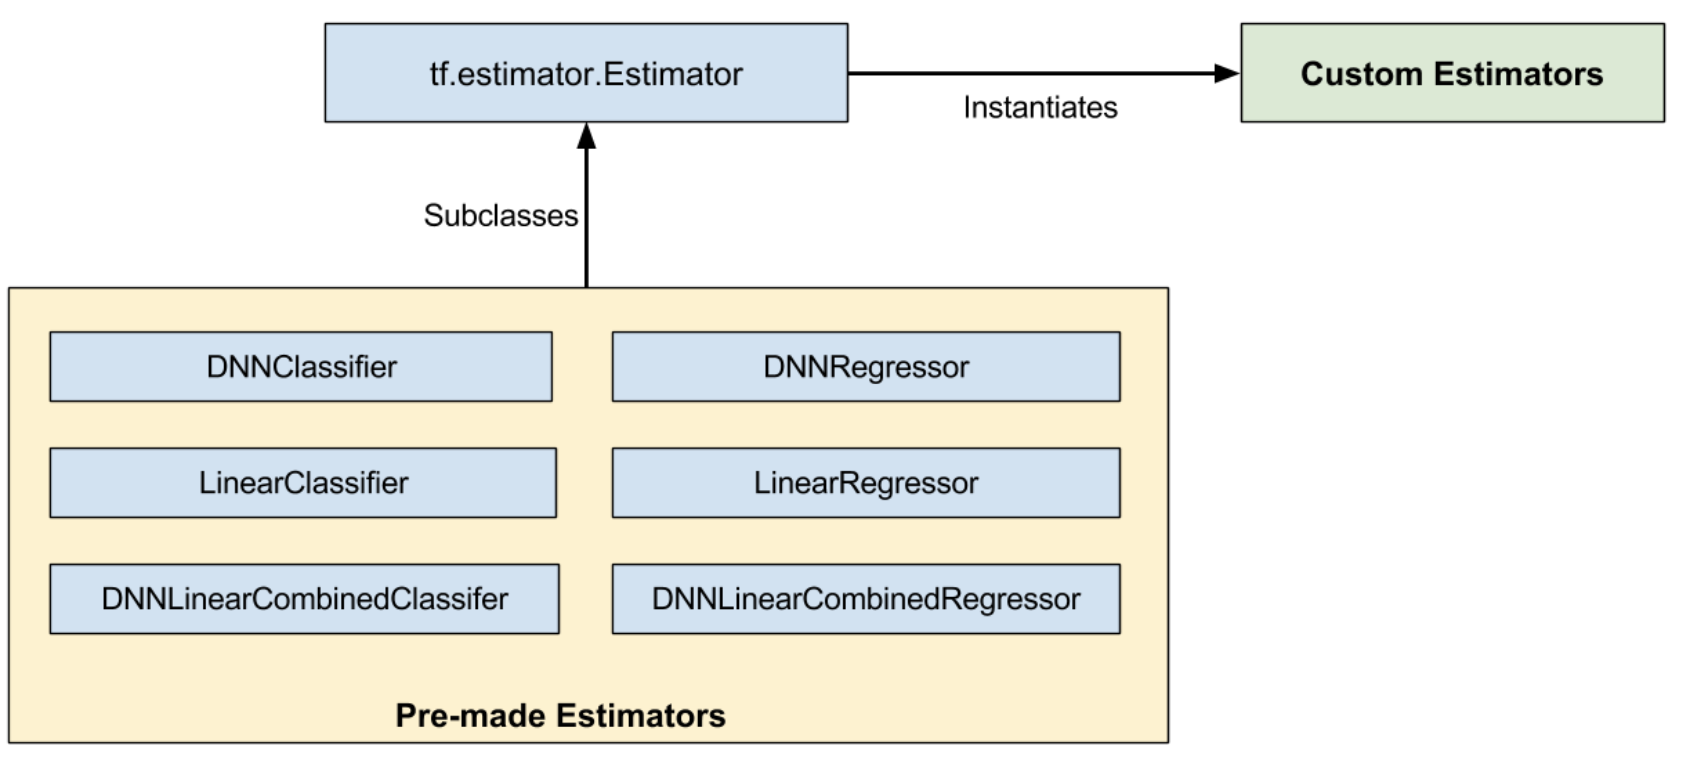 tf.estimator.Estimator
Custom Estimators
Instantiates
Subclasses
DNNClassifier
DNNRegressor
LinearClassifier
LinearRegressor
DNNLinearCombinedClassifer
DNNLinearCombinedRegressor
Pre-made Estimators